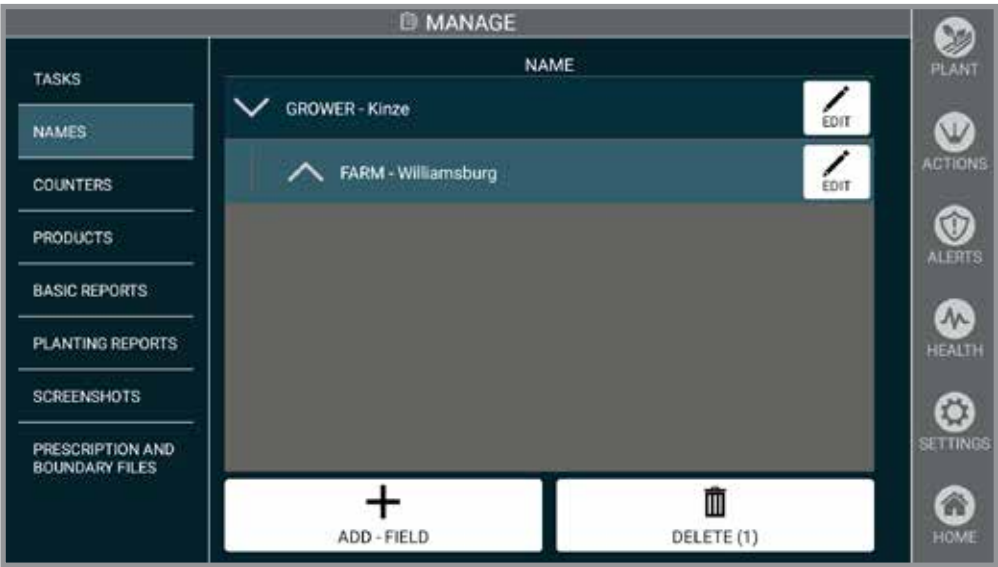 MANAGE
TASKS
NAMES
COUNTERS
PRODUCTS
BASIC REPORTS
PLANTING REPORTS
SCREENSHOTS
PRESCRIPTION AND
BOUNDARY FILES
NAME
GROWER - Kinze
EDIT
FARM - Williamsburg
EDIT
ADD - FIELD
DELETE (1)
PLANT
ACTIONS
ALERTS
HEALTH
SETTINGS
HOME